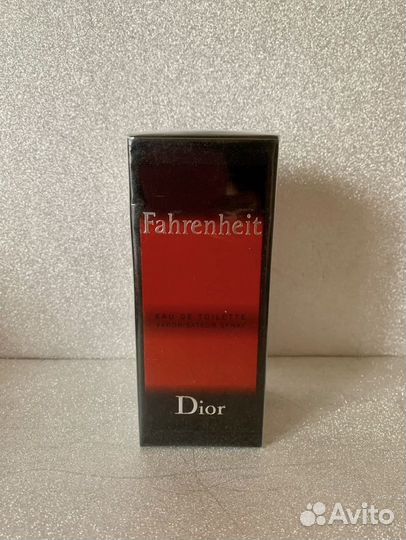 Fahrenheit
EAU DE TOILETTE
VAPORISATEUR SPRAY
Dior
Avito